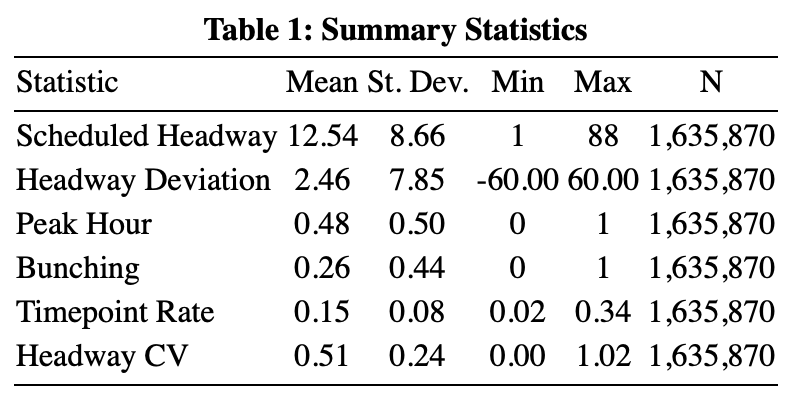 Table 1: Summary Statistics
Statistic Mean St. Dev. Min Max N
Scheduled Headway 12.54 8.66 1 88 1,635,870
Headway Deviation 2.46 7.85 -60.00 60.00 1,635,870
Peak Hour 0.48 0.50 0 1 1,635,870
Bunching 0.26 0.44 0 1 1,635,870
Timepoint Rate 0.15 0.08 0.02 0.34 1,635,870
Headway CV 0.51 0.24 0.00 1.02 1,635,870